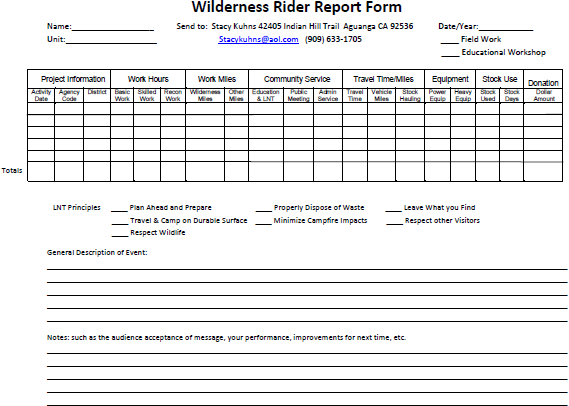 Wilderness Rider Report Form
Name:____________________ Send to: Stacy Kuhns 42405 Indian Hill Trail Aguanga CA 92536 Date/Year:____________
Unit:____________________ Stacykuhns@aol.com (909) 633-1705 ____ Field Work
____ Educational Workshop
Project Information Work Hours Work Miles Community Service Travel Time/Miles Equipment Stock Use Donation
Activity Date Agency Code District Basic Work Skilled Work Recon Work Wilderness Miles Other Miles Education & LNT Public Meeting Admin Service Travel Time Vehicle Miles Stock Hauling Power Equip Heavy Equip Stock Used Stock Days Dollar Amount
Totals
LNT Principles ____ Plan Ahead and Prepare ____ Properly Dispose of Waste ____ Leave What you Find
____ Travel & Camp on Durable Surface ____ Minimize Campfire Impacts ____ Respect other Visitors
____ Respect Wildlife
General Description of Event:
Notes: such as the audience acceptance of message, your performance, improvements for next time, etc.